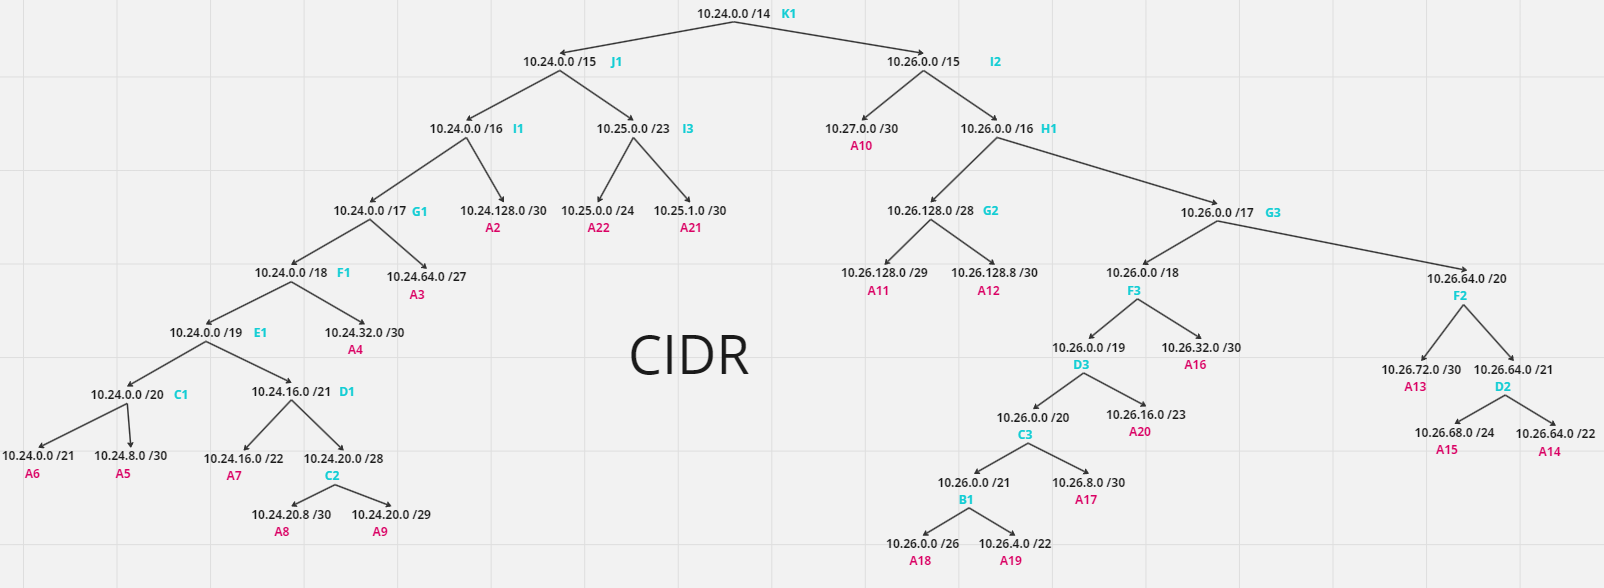 10.24.0.0 /14 K1
10.24.0.0 /15 J1
10.26.0.0 /15 I2
10.24.0.0 /16 I1
10.25.0.0 /23 I3
10.27.0.0 /30
A10
10.26.0.0 /16 H1
10.24.0.0 /17 G1
10.24.128.0 /30
A2
10.25.0.0 /24
A22
10.25.1.0 /30
A21
10.26.128.0 /28 G2
10.26.0.0 /17 G3
10.24.0.0 /18 F1
10.24.64.0 /27
A3
10.26.128.0 /29
A11
10.26.128.8 /30
A12
10.26.0.0 /18
F3
10.26.64.0 /20
F2
10.24.0.0 /19 E1
10.24.32.0 /30
A4
CIDR
10.26.0.0 /19
D3
10.26.32.0 /30
A16
10.26.72.0 /30
A13
10.26.64.0 /21
D2
10.24.0.0 /20 C1
10.24.16.0 /21 D1
10.26.0.0 /20
C3
10.26.16.0 /23
A20
10.26.68.0 /24
A15
10.26.64.0 /22
A14
10.24.0.0 /21
A6
10.24.8.0 /30
A5
10.24.16.0 /22
A7
10.24.20.0 /28
C2
10.26.0.0 /21
B1
10.26.8.0 /30
A17
10.24.20.8 /30
A8
10.24.20.0 /29
A9
10.26.0.0 /26
A18
10.26.4.0 /22
A19